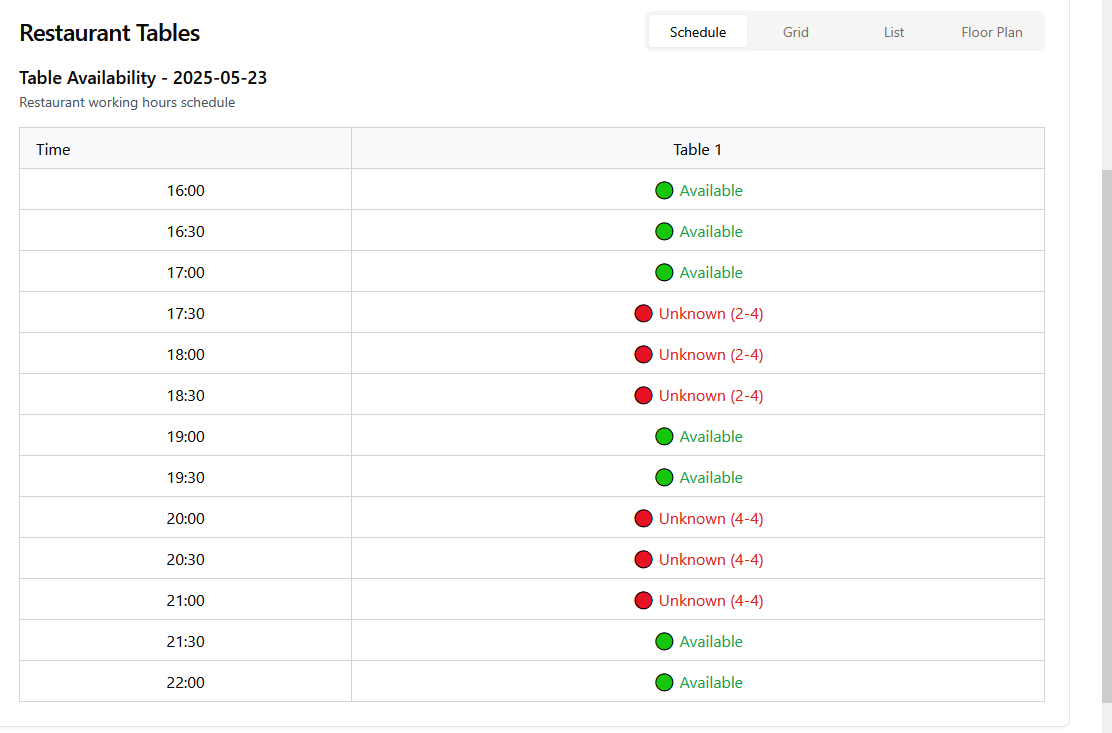 Restaurant Tables
Schedule Grid List Floor Plan
Table Availability - 2025-05-23
Restaurant working hours schedule
Time Table 1
16:00 Available
16:30 Available
17:00 Available
17:30 Unknown (2-4)
18:00 Unknown (2-4)
18:30 Unknown (2-4)
19:00 Available
19:30 Available
20:00 Unknown (4-4)
20:30 Unknown (4-4)
21:00 Unknown (4-4)
21:30 Available
22:00 Available